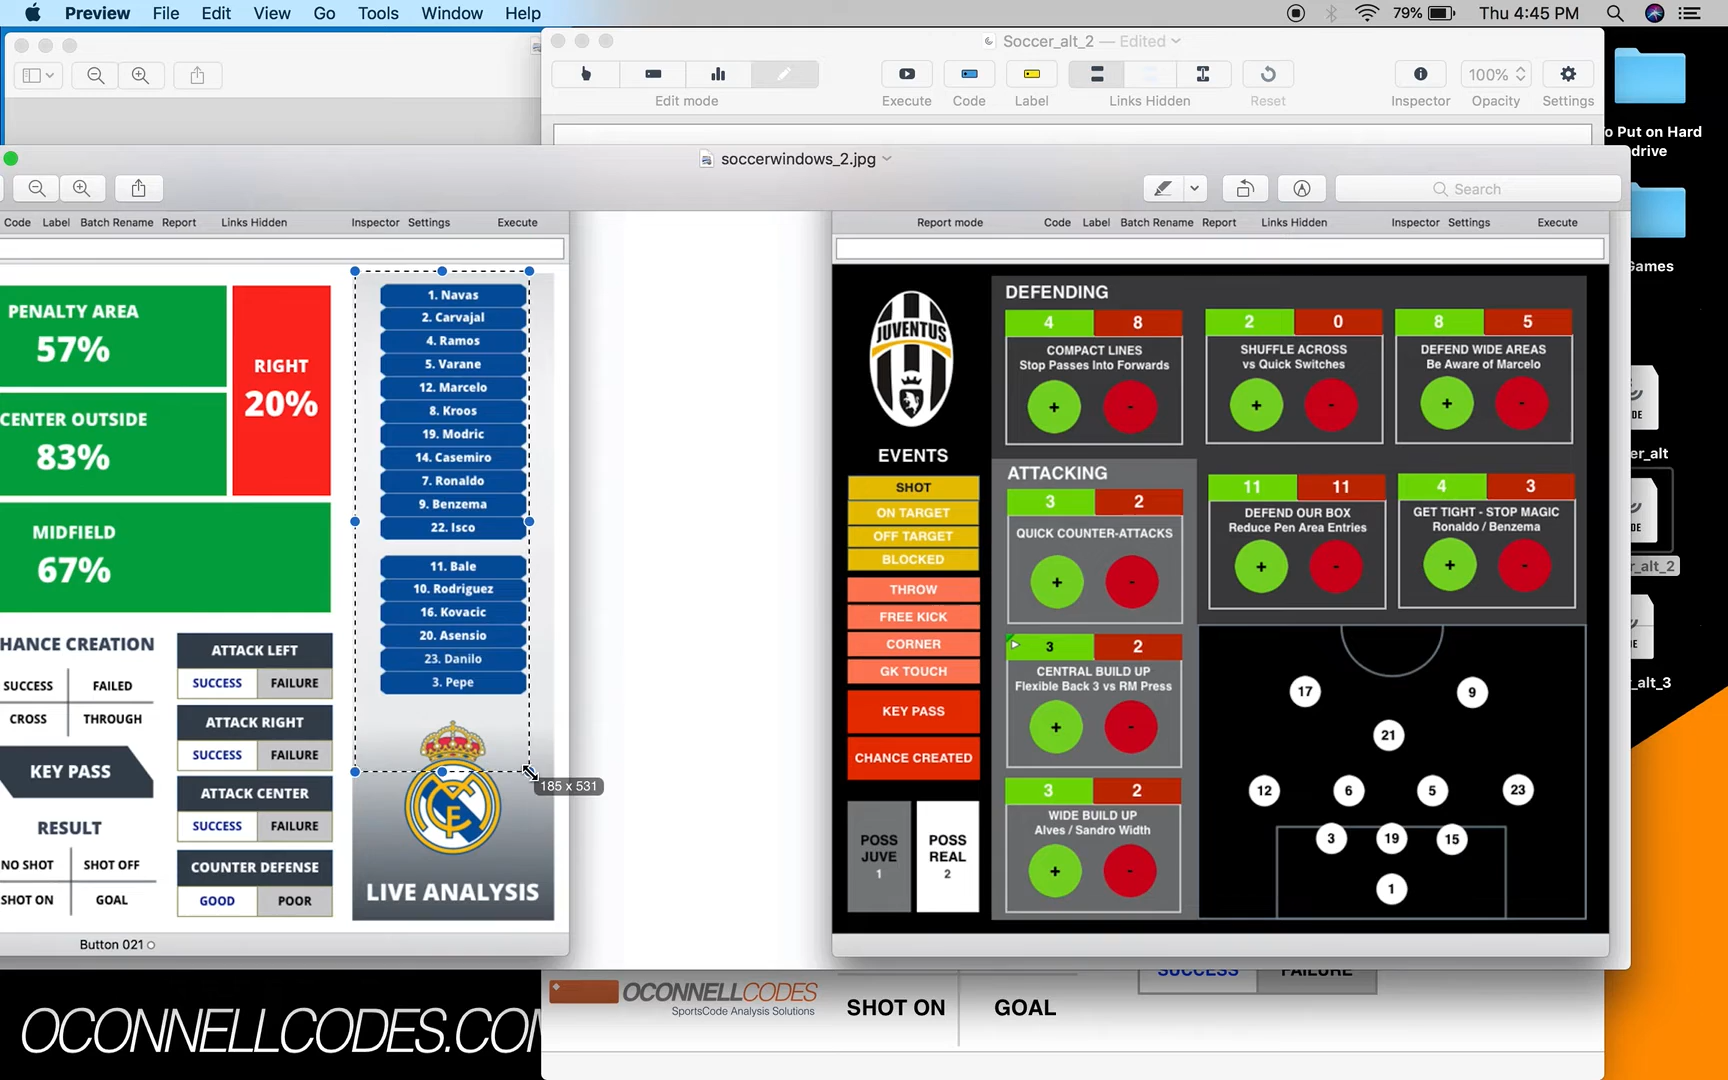 Preview File Edit View Go Tools Window Help
79% Thu 4:45 PM
Soccer_alt_2 — Edited
Edit mode Execute Code Label Links Hidden Reset Inspector Opacity Settings
100%
soccerwindows_2.jpg
Search
Code Label Batch Rename Report Links Hidden Inspector Settings Execute
PENALTY AREA
57%
RIGHT
20%
CENTER OUTSIDE
83%
MIDFIELD
67%
HANCE CREATION
SUCCESS FAILED
CROSS THROUGH
KEY PASS
RESULT
NO SHOT SHOT OFF
SHOT ON GOAL
ATTACK LEFT
SUCCESS FAILURE
ATTACK RIGHT
SUCCESS FAILURE
ATTACK CENTER
SUCCESS FAILURE
COUNTER DEFENSE
GOOD POOR
Button 021
1. Navas
2. Carvajal
4. Ramos
5. Varane
12. Marcelo
8. Kroos
19. Modric
14. Casemiro
7. Ronaldo
9. Benzema
22. Isco
11. Bale
10. Rodriguez
16. Kovacic
20. Asensio
23. Danilo
3. Pepe
185 x 531
LIVE ANALYSIS
Report mode Code Label Batch Rename Report Links Hidden Inspector Settings Execute
JUVENTUS
EVENTS
SHOT
ON TARGET
OFF TARGET
BLOCKED
THROW
FREE KICK
CORNER
GK TOUCH
KEY PASS
CHANCE CREATED
POSS
JUVE
1
POSS
REAL
2
DEFENDING
4 8
COMPACT LINES
Stop Passes Into Forwards
+ -
2 0
SHUFFLE ACROSS
vs Quick Switches
+ -
8 5
DEFEND WIDE AREAS
Be Aware of Marcelo
+ -
ATTACKING
3 2
QUICK COUNTER-ATTACKS
+ -
11 11
DEFEND OUR BOX
Reduce Pen Area Entries
+ -
4 3
GET TIGHT - STOP MAGIC
Ronaldo / Benzema
+ -
3 2
CENTRAL BUILD UP
Flexible Back 3 vs RM Press
+ -
3 2
WIDE BUILD UP
Alves / Sandro Width
+ -
17 9
21
12 6 5 23
3 19 15
1
o Put on Hard
drive
Games
er_alt
r_alt_2
_alt_3
DE
DE
DE
SUCCESS FAILURE
OCONNELLCODES
SportsCode Analysis Solutions
SHOT ON GOAL
OCONNELLCODES.COM